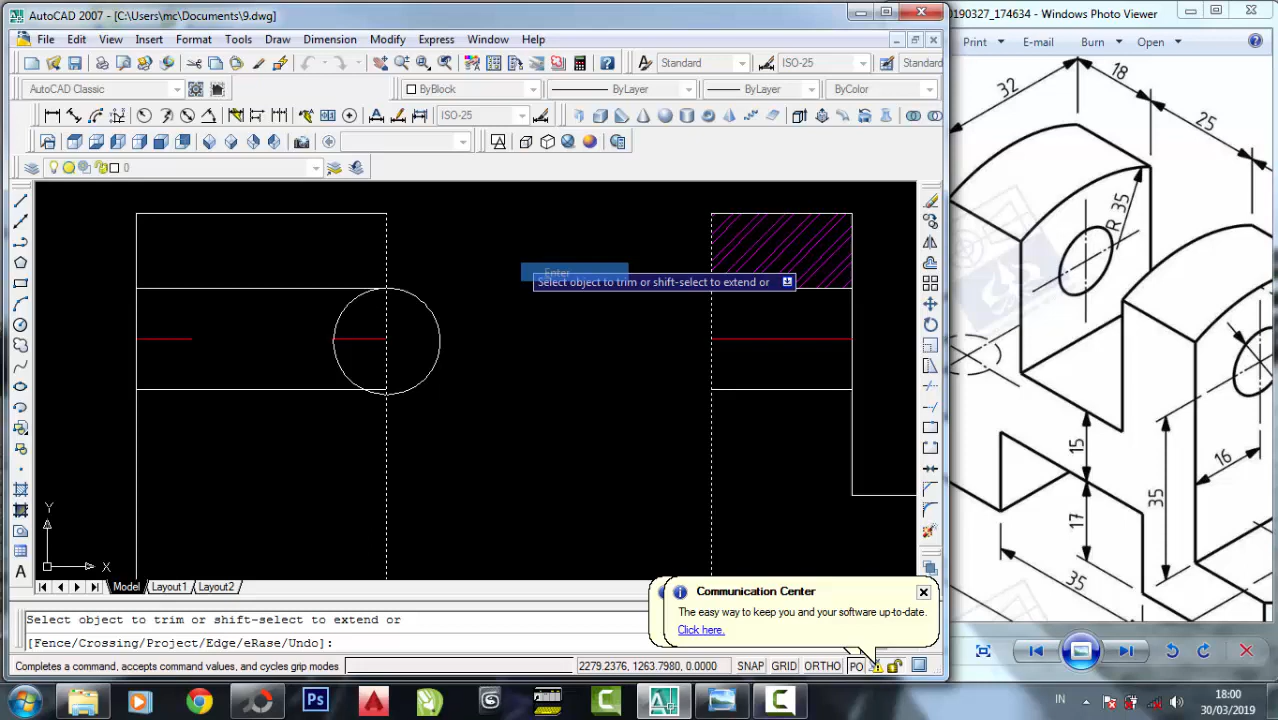 AutoCAD 2007 - [C:\Users\mc\Documents\9.dwg]
20190327_174634 - Windows Photo Viewer
File Edit View Insert Format Tools Draw Dimension Modify Express Window Help
Print E-mail Burn Open
Standard ISO-25 Standard
AutoCAD Classic ByBlock ByLayer ByLayer ByColor
ISO-25
0
32
18
25
R 35
16
15
35
17
35
Enter
Select object to trim or shift-select to extend or
Y
X
Model Layout1 Layout2
Communication Center
The easy way to keep you and your software up-to-date.
Click here.
Select object to trim or shift-select to extend or
[Fence/Crossing/Project/Edge/eRase/Undo]:
Completes a command, accepts command values, and cycles grip modes
2279.2376, 1263.7980, 0.0000 SNAP GRID ORTHO PO
Ps
IN
18:00
30/03/2019